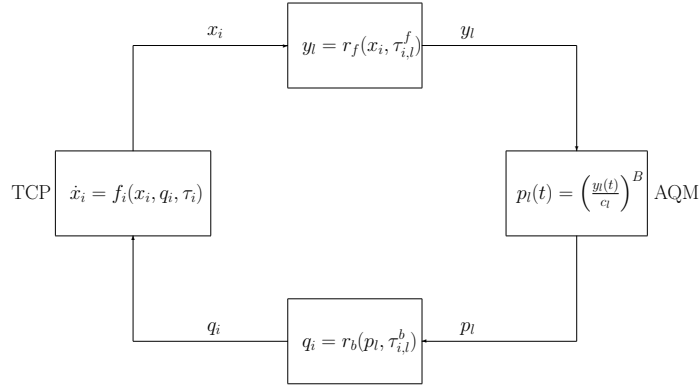 x_i
y_l = r_f(x_i, τ^f_{i,l})
y_l
TCP
ẋ_i = f_i(x_i, q_i, τ_i)
p_l(t) = (y_l(t)/c_l)^B
AQM
q_i
q_i = r_b(p_l, τ^b_{i,l})
p_l